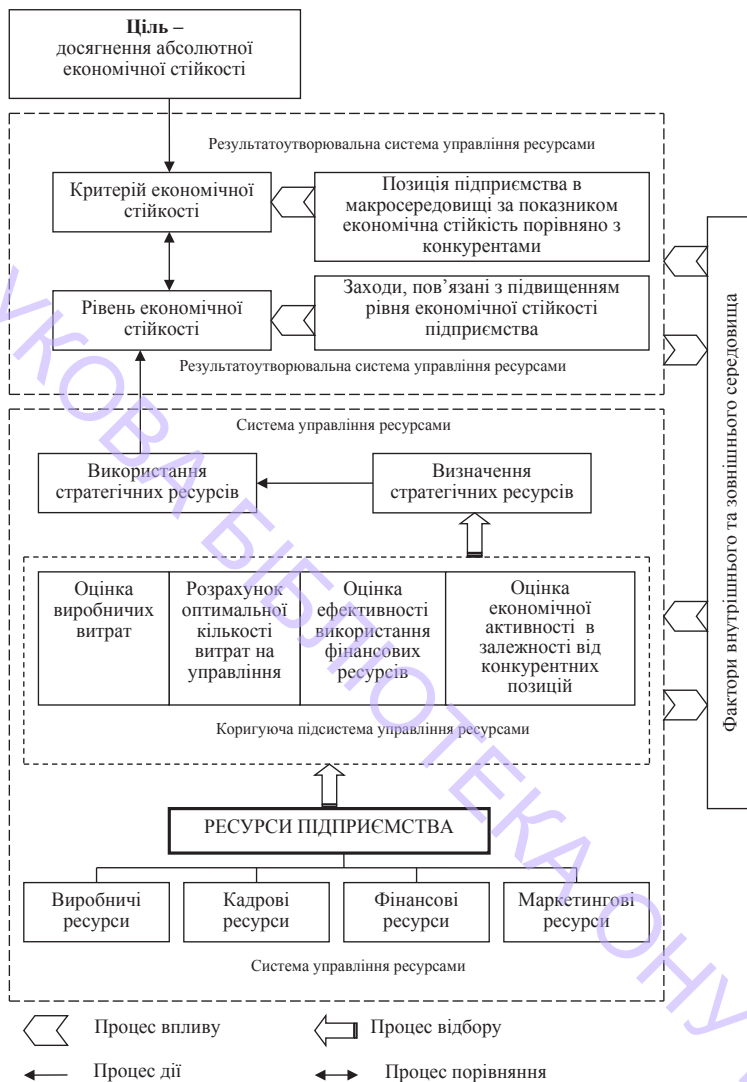 Ціль –
досягнення абсолютної
економічної стійкості
Результатоутворювальна система управління ресурсами
Критерій економічної
стійкості
Позиція підприємства в
макросередовищі за показником
економічна стійкість порівняно з
конкурентами
Рівень економічної
стійкості
Заходи, пов’язані з підвищенням
рівня економічної стійкості
підприємства
Результатоутворювальна система управління ресурсами
Фактори внутрішнього та зовнішнього середовища
Система управління ресурсами
Використання
стратегічних ресурсів
Визначення
стратегічних ресурсів
Оцінка
виробничих
витрат
Розрахунок
оптимальної
кількості
витрат на
управління
Оцінка
ефективності
використання
фінансових
ресурсів
Оцінка
економічної
активності в
залежності від
конкурентних
позицій
Коригуюча підсистема управління ресурсами
РЕСУРСИ ПІДПРИЄМСТВА
Виробничі
ресурси
Кадрові
ресурси
Фінансові
ресурси
Маркетингові
ресурси
Система управління ресурсами
Процес впливу
Процес відбору
Процес дії
Процес порівняння
УКОВА БІБЛІОТЕКА ОНУ